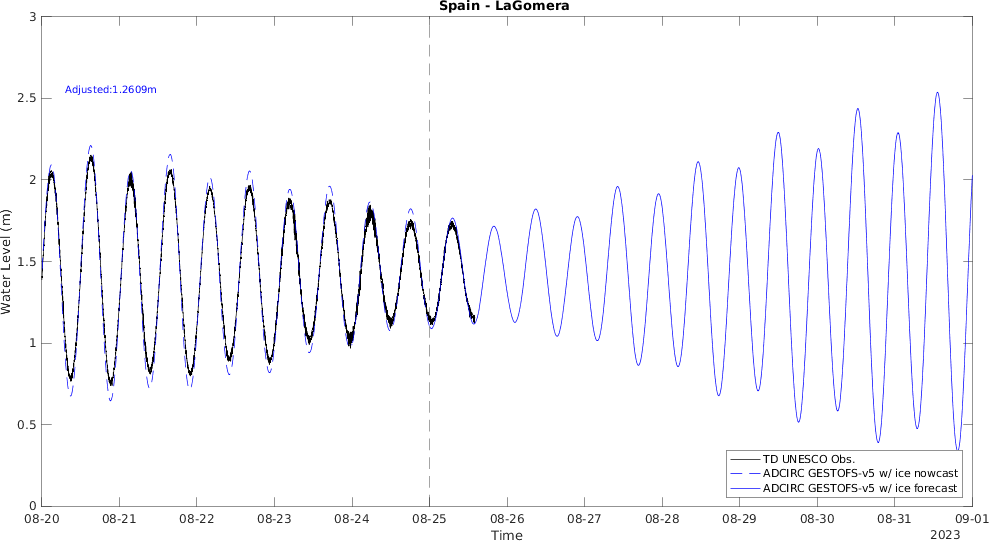 Spain - LaGomera
3
2.5
2
1.5
1
0.5
0
Water Level (m)
Adjusted:1.2609m
TD UNESCO Obs.
ADCIRC GESTOFS-v5 w/ ice nowcast
ADCIRC GESTOFS-v5 w/ ice forecast
08-20 08-21 08-22 08-23 08-24 08-25 08-26 08-27 08-28 08-29 08-30 08-31 09-01
Time
2023